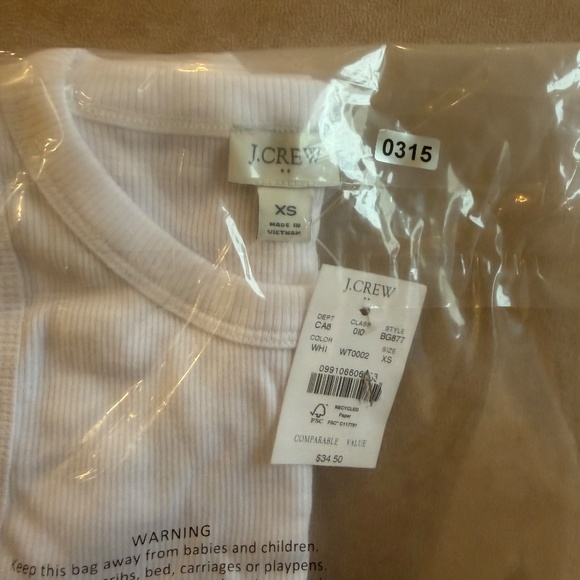 J.CREW
XS
MADE IN
VIETNAM
0315
J.CREW
DEPT CLASS STYLE
CA8 010 BG877
COLOR SIZE
WHI WT0002 XS
RECYCLED
Paper
FSC FSC® C117791
COMPARABLE VALUE
$34.50
WARNING
Keep this bag away from babies and children.
cribs, bed, carriages or playpens.